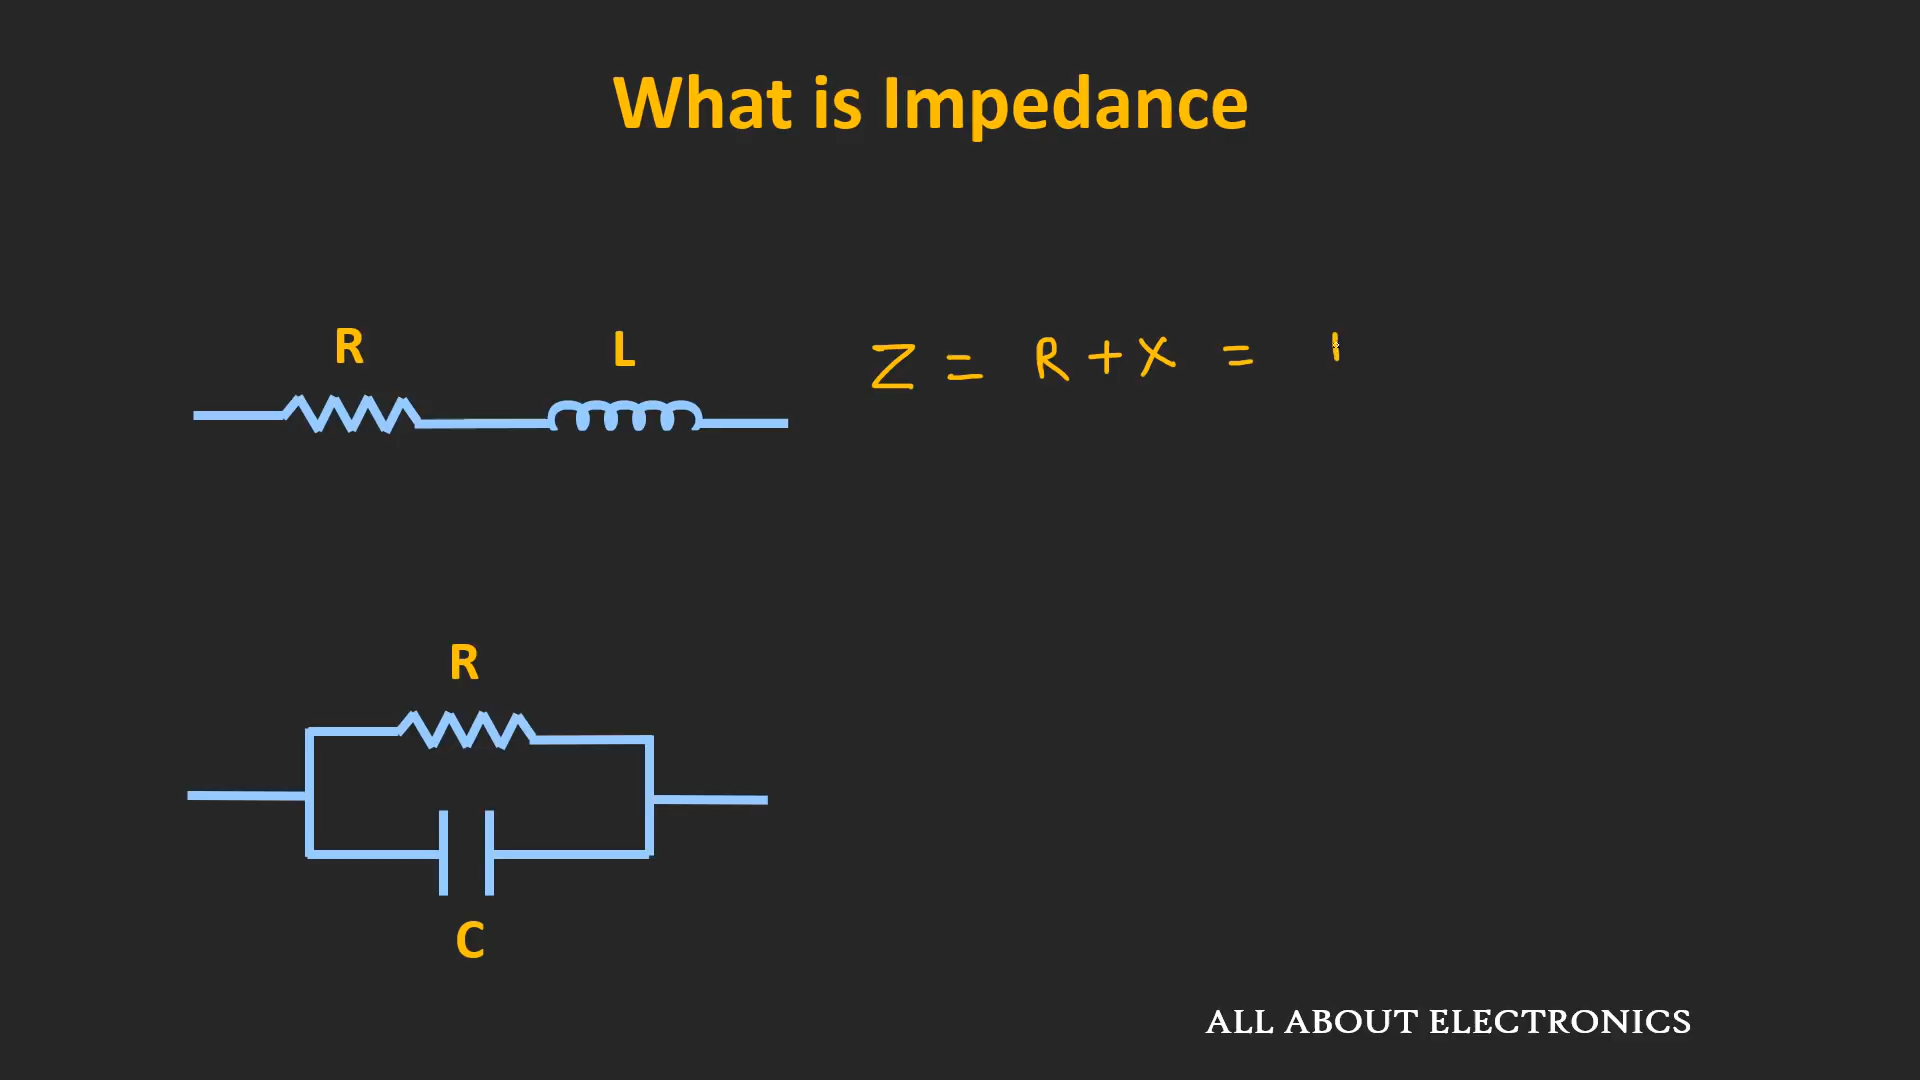 What is Impedance
R L
Z = R + X =
R
C
ALL ABOUT ELECTRONICS